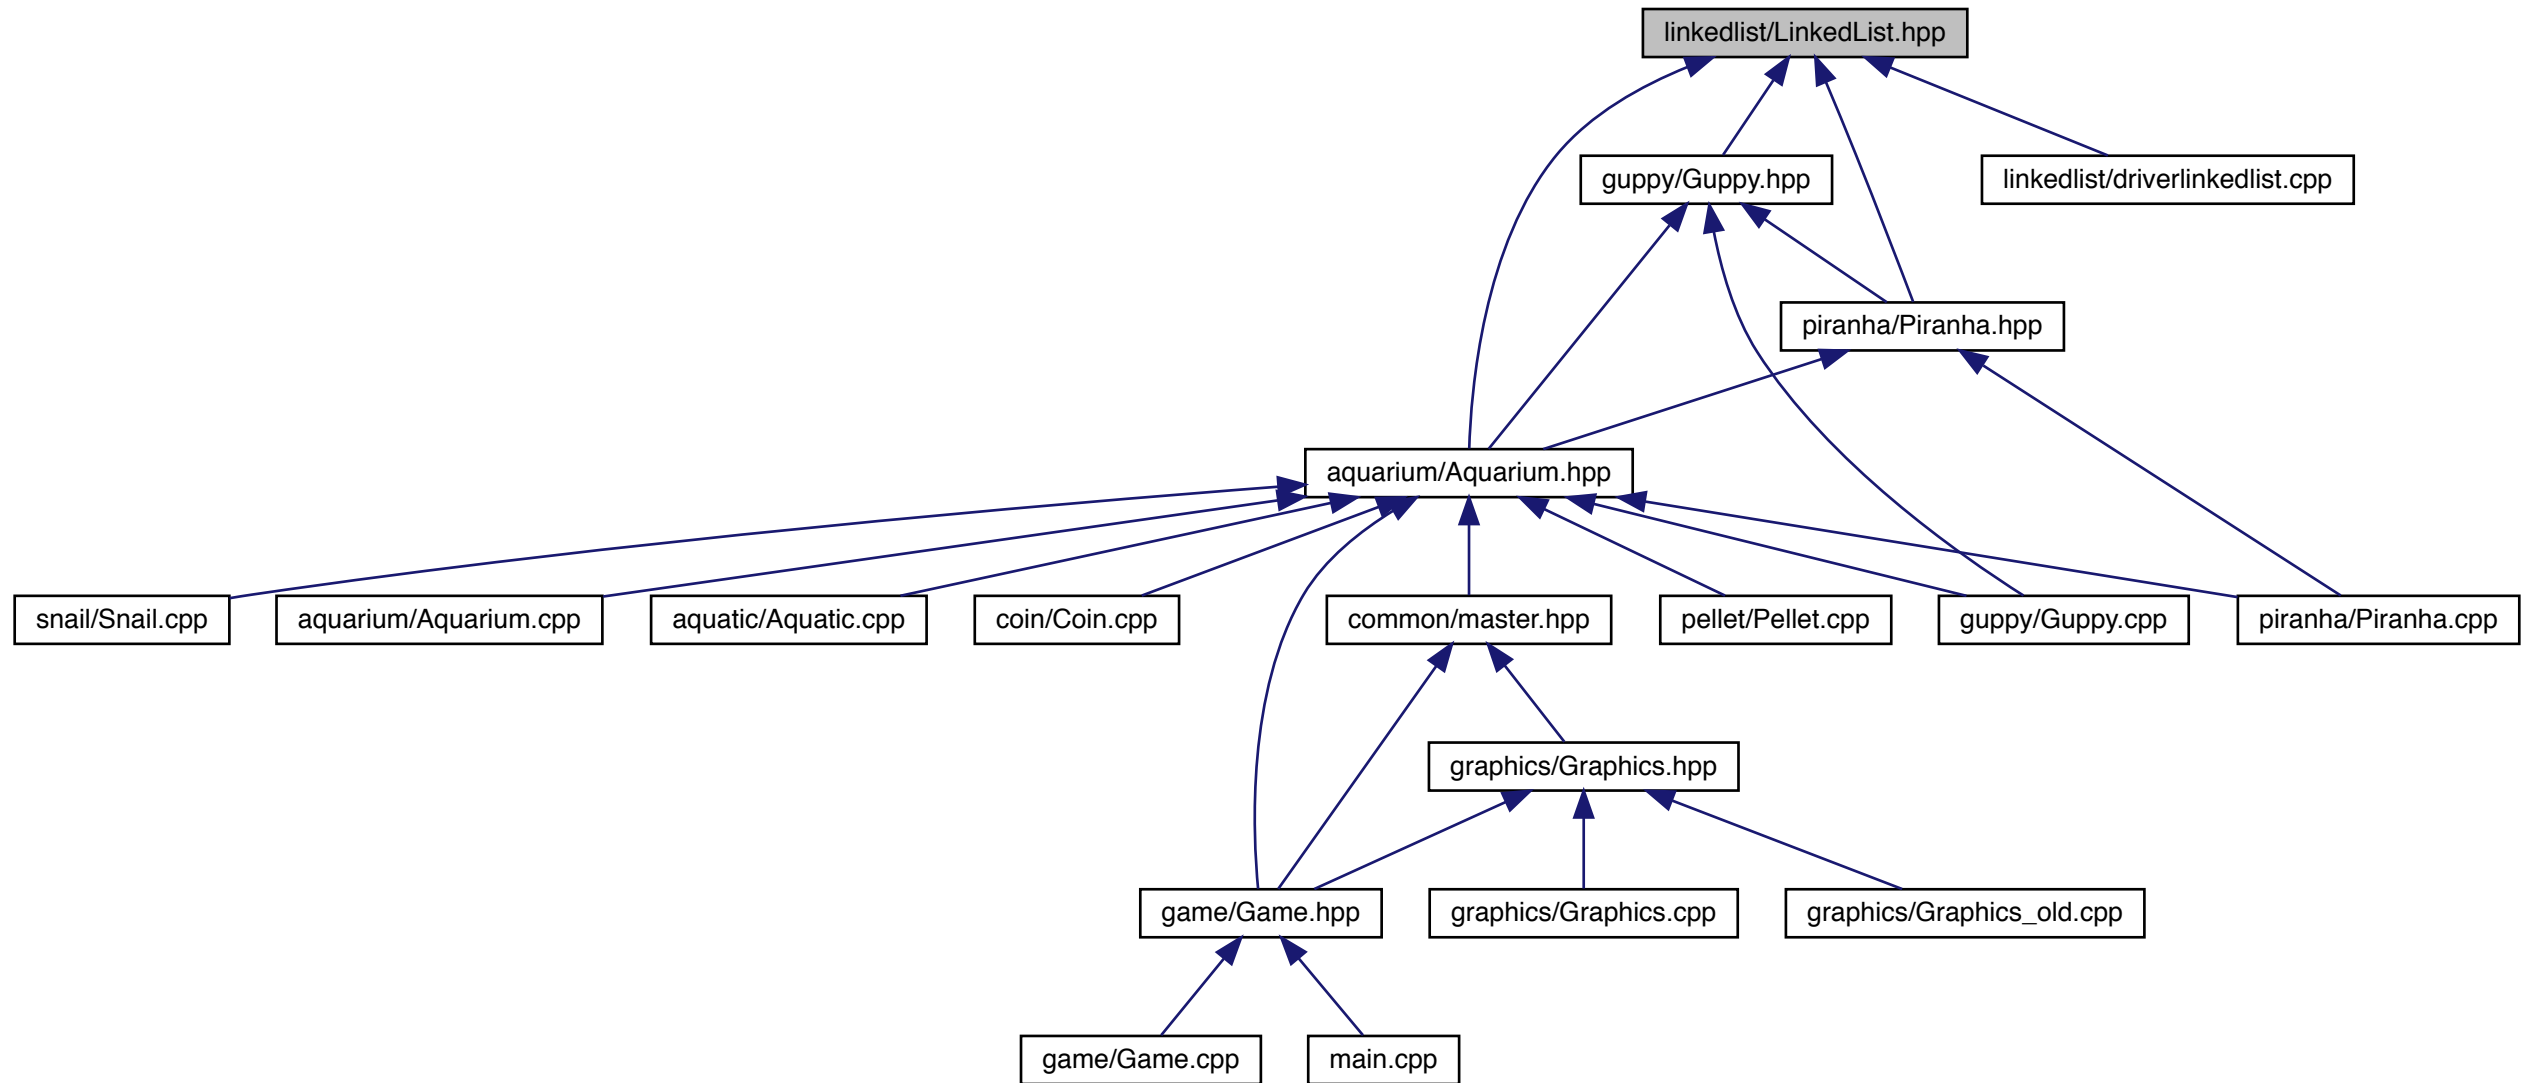 linkedlist/LinkedList.hpp
guppy/Guppy.hpp
linkedlist/driverlinkedlist.cpp
piranha/Piranha.hpp
aquarium/Aquarium.hpp
snail/Snail.cpp
aquarium/Aquarium.cpp
aquatic/Aquatic.cpp
coin/Coin.cpp
common/master.hpp
pellet/Pellet.cpp
guppy/Guppy.cpp
piranha/Piranha.cpp
graphics/Graphics.hpp
game/Game.hpp
graphics/Graphics.cpp
graphics/Graphics_old.cpp
game/Game.cpp
main.cpp